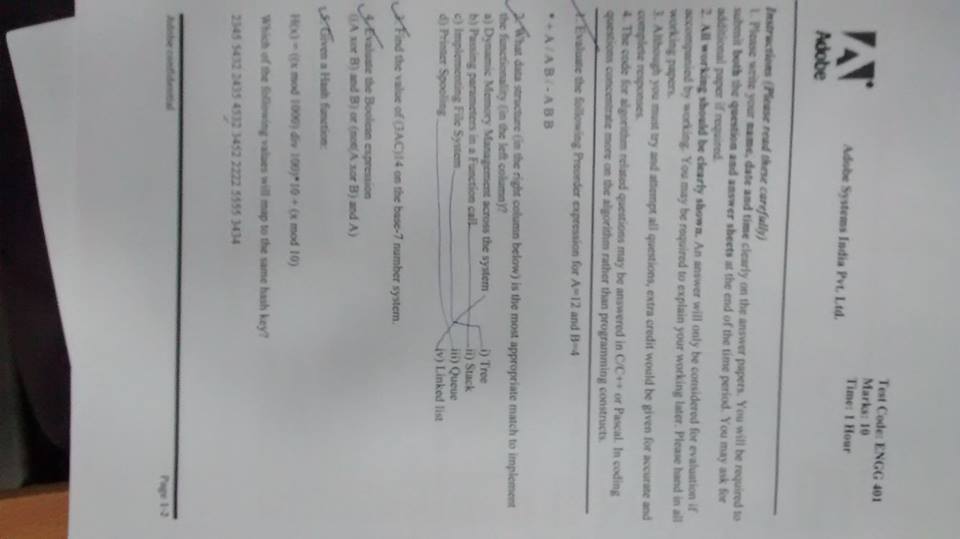 Test Code: ENGG 401
Marks: 10
Time: 1 Hour
Adobe Systems India Pvt. Ltd.
Adobe
Instructions (Please read these carefully)
1. Please write your name, date and time clearly on the answer papers. You will be required to
submit both the question and answer sheets at the end of the time period. You may ask for
additional paper if required.
2. All working should be clearly shown. An answer will only be considered for evaluation if
accompanied by working. You may be required to explain your working later. Please hand in all
working papers.
3. Although you must try and attempt all questions, extra credit would be given for accurate and
complete responses.
4. The code for algorithm related questions may be answered in C/C++ or Pascal. In coding
questions concentrate more on the algorithm rather than programming constructs.
1. Evaluate the following Preorder expression for A=12 and B=4
* + A / A B / - A B B
2. What data structure (in the right column below) is the most appropriate match to implement
the functionality (in the left column)?
a) Dynamic Memory Management across the system i) Tree
b) Passing parameters in a Function call ii) Stack
c) Implementing File System iii) Queue
d) Printer Spooling iv) Linked list
3. Find the value of (3AC)14 on the base-7 number system.
4. Evaluate the Boolean expression
((A xor B) and B) or (not(A xor B) and A)
5. Given a Hash function:
H(x) = ((x mod 1000) div 100)*10 + (x mod 10)
Which of the following values will map to the same hash key?
2345 5432 2435 4532 3452 2222 5555 3434
Adobe confidential
Page 1-2